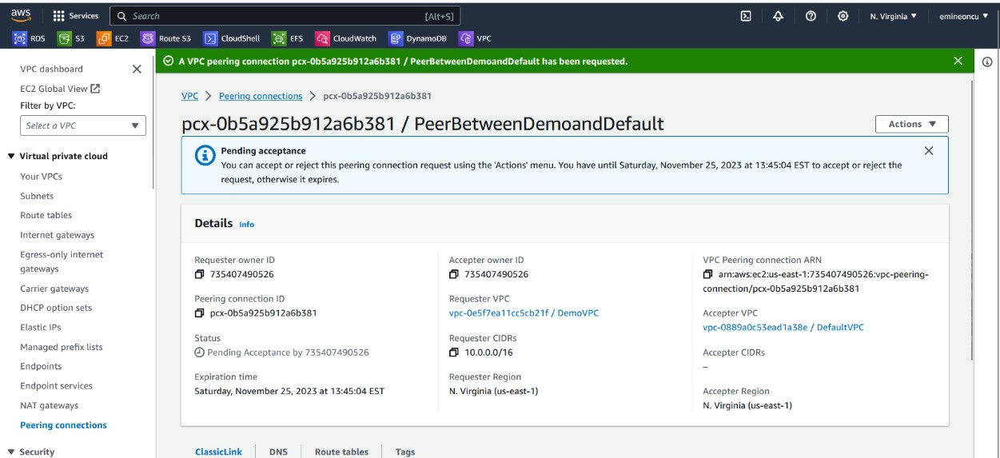 aws
Services
Search
[Alt+S]
N. Virginia
emineoncu
RDS
S3
EC2
Route 53
CloudShell
EFS
CloudWatch
DynamoDB
VPC
VPC dashboard
EC2 Global View
Filter by VPC:
Select a VPC
Virtual private cloud
Your VPCs
Subnets
Route tables
Internet gateways
Egress-only internet
gateways
Carrier gateways
DHCP option sets
Elastic IPs
Managed prefix lists
Endpoints
Endpoint services
NAT gateways
Peering connections
Security
A VPC peering connection pcx-0b5a925b912a6b381 / PeerBetweenDemoandDefault has been requested.
VPC > Peering connections > pcx-0b5a925b912a6b381
pcx-0b5a925b912a6b381 / PeerBetweenDemoandDefault
Actions
Pending acceptance
You can accept or reject this peering connection request using the 'Actions' menu. You have until Saturday, November 25, 2023 at 13:45:04 EST to accept or reject the
request, otherwise it expires.
Details Info
Requester owner ID
735407490526
Peering connection ID
pcx-0b5a925b912a6b381
Status
Pending Acceptance by 735407490526
Expiration time
Saturday, November 25, 2023 at 13:45:04 EST
Accepter owner ID
735407490526
Requester VPC
vpc-0e5f7ea11cc5cb21f / DemoVPC
Requester CIDRs
10.0.0.0/16
Requester Region
N. Virginia (us-east-1)
VPC Peering connection ARN
arn:aws:ec2:us-east-1:735407490526:vpc-peering-
connection/pcx-0b5a925b912a6b381
Accepter VPC
vpc-0889a0c53ead1a38e / DefaultVPC
Accepter CIDRs
–
Accepter Region
N. Virginia (us-east-1)
ClassicLink
DNS
Route tables
Tags